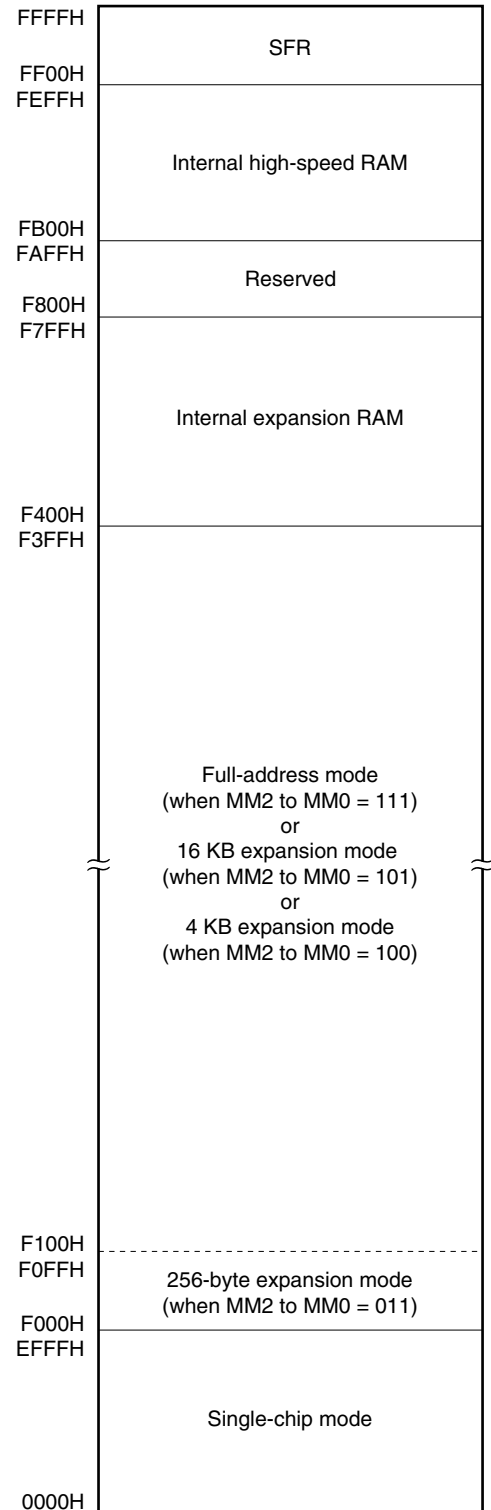 FFFFH
SFR
FF00H
FEFFH
Internal high-speed RAM
FB00H
FAFFH
Reserved
F800H
F7FFH
Internal expansion RAM
F400H
F3FFH
Full-address mode
(when MM2 to MM0 = 111)
or
16 KB expansion mode
(when MM2 to MM0 = 101)
or
4 KB expansion mode
(when MM2 to MM0 = 100)
F100H
F0FFH
256-byte expansion mode
(when MM2 to MM0 = 011)
F000H
EFFFH
Single-chip mode
0000H